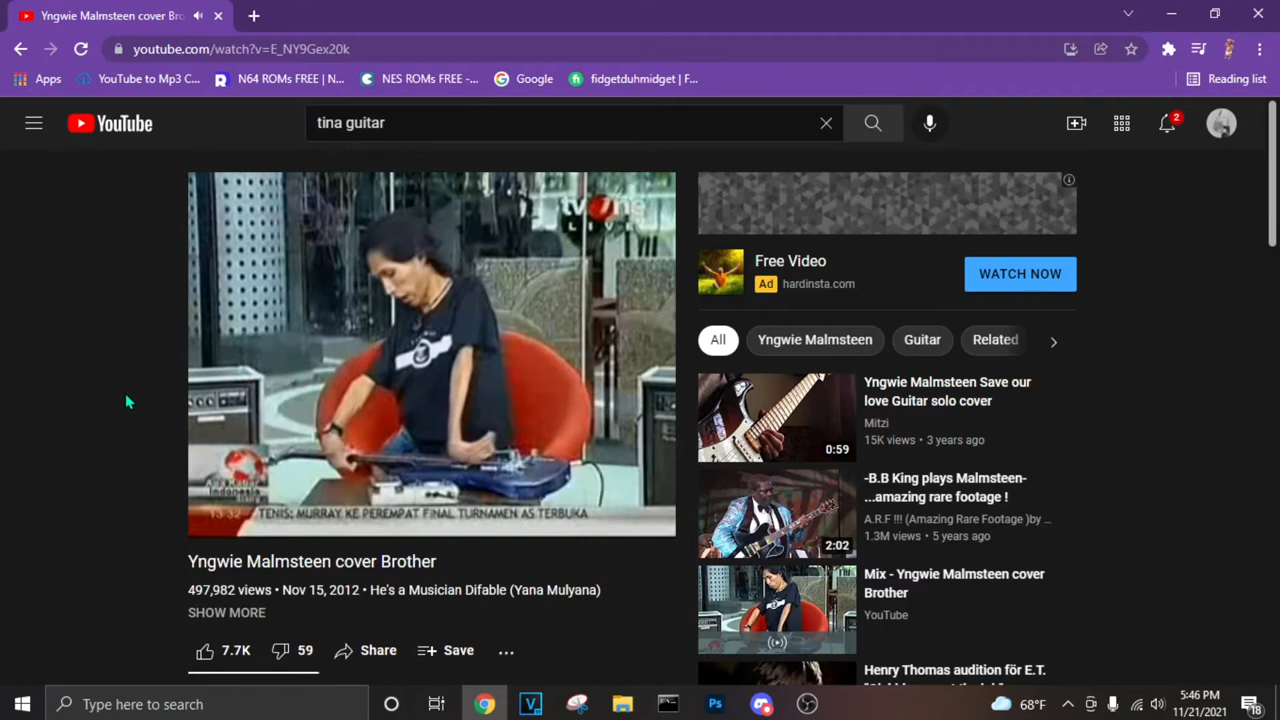 Yngwie Malmsteen cover Bro
youtube.com/watch?v=E_NY9Gex20k
Apps
YouTube to Mp3 C...
N64 ROMs FREE | N...
NES ROMs FREE -...
Google
fidgetduhmidget | F...
Reading list
YouTube
tina guitar
2
tvOne
LIVE
Apa Kabar
Indonesia
TENIS: MURRAY KE PEREMPAT FINAL TURNAMEN AS TERBUKA
Yngwie Malmsteen cover Brother
497,982 views • Nov 15, 2012 • He's a Musician Difable (Yana Mulyana)
SHOW MORE
7.7K
59
Share
Save
Free Video
Ad hardinsta.com
WATCH NOW
All
Yngwie Malmsteen
Guitar
Related
Yngwie Malmsteen Save our
love Guitar solo cover
Mitzi
15K views • 3 years ago
0:59
-B.B King plays Malmsteen-
...amazing rare footage !
A.R.F !!! (Amazing Rare Footage )by ...
1.3M views • 5 years ago
2:02
Mix - Yngwie Malmsteen cover
Brother
YouTube
Henry Thomas audition för E.T.
Type here to search
68°F
5:46 PM
11/21/2021
18